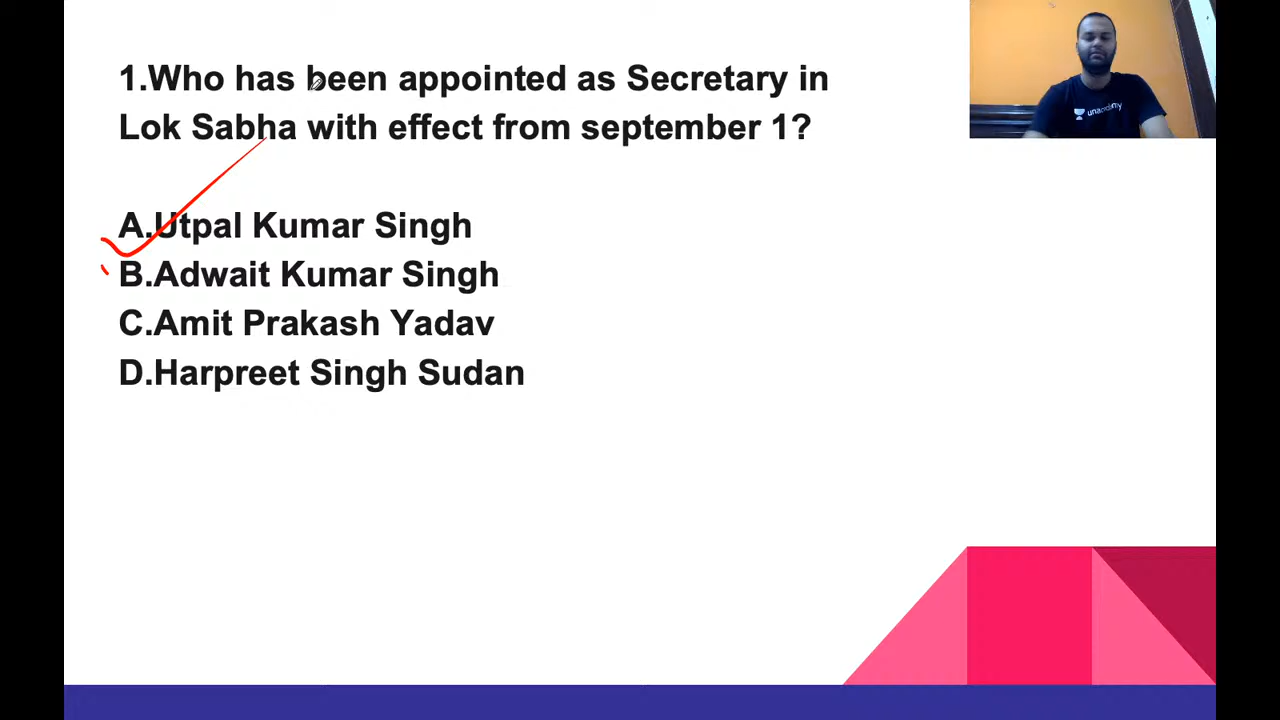 1.Who has been appointed as Secretary in
Lok Sabha with effect from september 1?
A.Utpal Kumar Singh
B.Adwait Kumar Singh
C.Amit Prakash Yadav
D.Harpreet Singh Sudan
unacademy